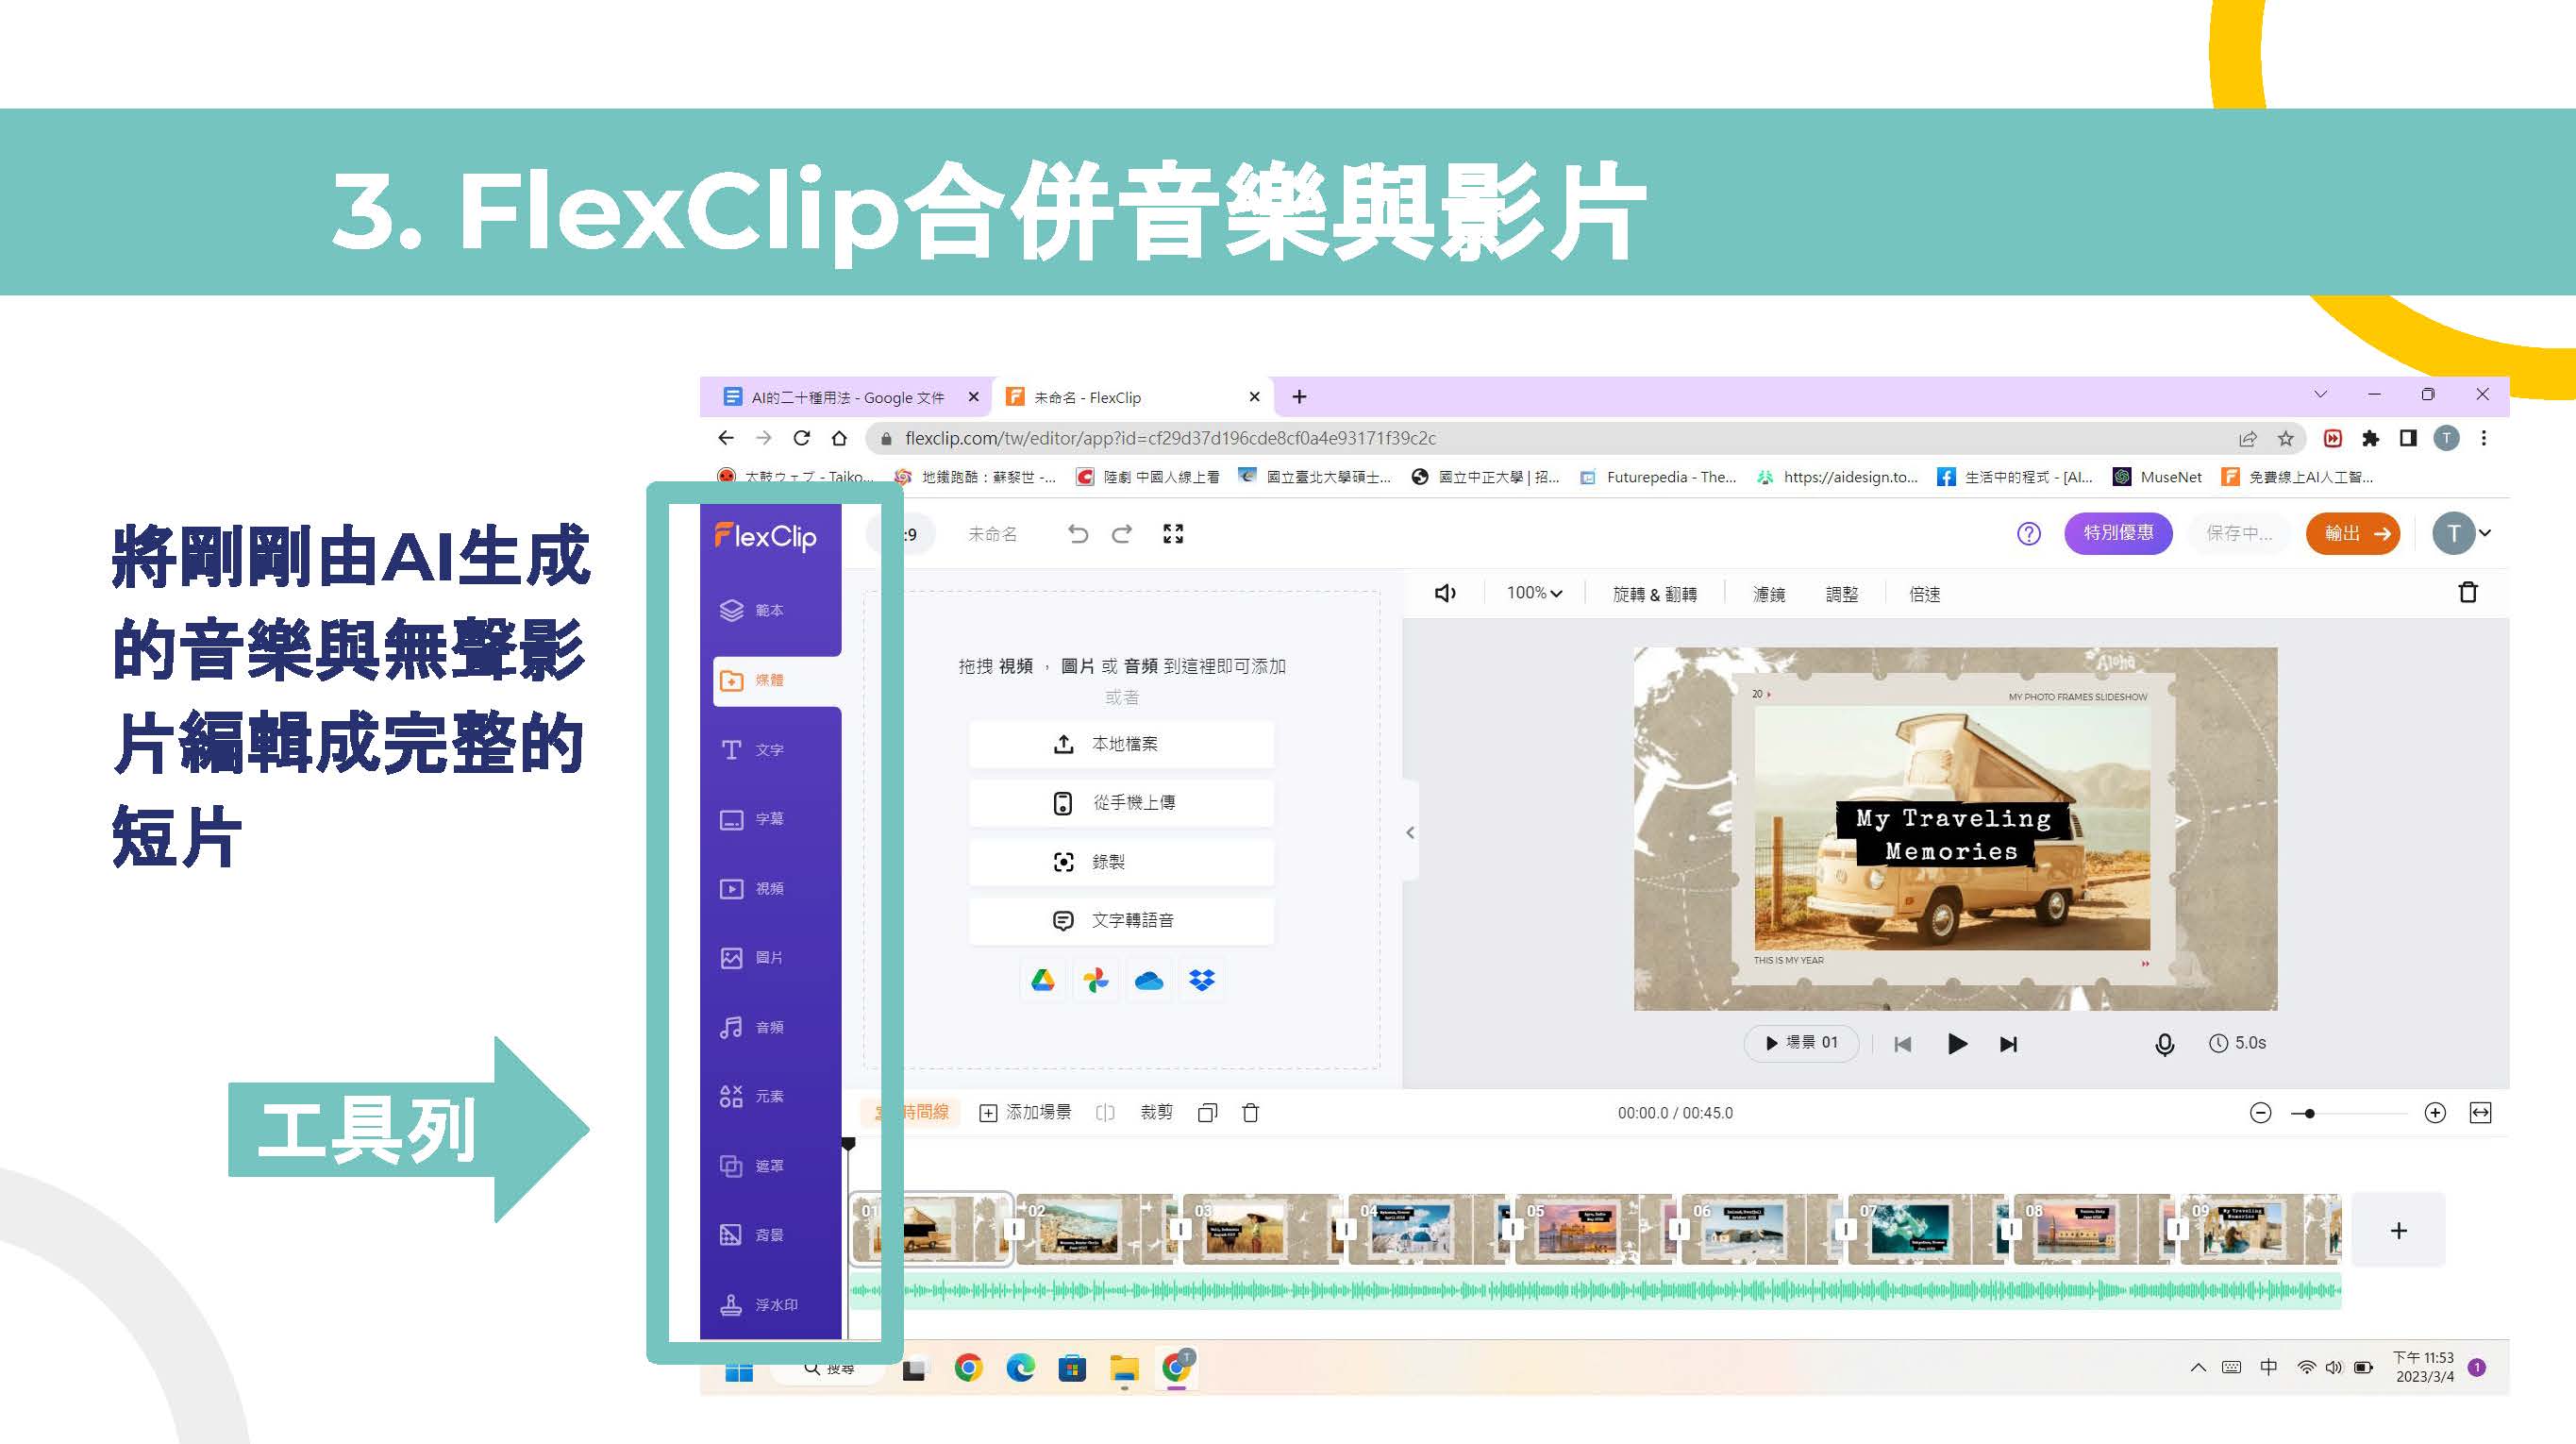 3. FlexClip合併音樂與影片
將剛剛由AI生成
的音樂與無聲影
片編輯成完整的
短片
工具列
AI的二十種用法 - Google 文件
未命名 - FlexClip
flexclip.com/tw/editor/app?id=cf29d37d196cde8cf0a4e93171f39c2c
太鼓ウェブ - Taiko...
地鐵跑酷：蘇黎世 -...
陸劇 中國人線上看
國立臺北大學碩士...
國立中正大學 | 招...
Futurepedia - The...
https://aidesign.to...
生活中的程式 - [AI...
MuseNet
免費線上AI人工智...
FlexClip
:9
未命名
特別優惠
保存中...
輸出
T
範本
媒體
文字
字幕
視頻
圖片
音頻
元素
遮罩
背景
浮水印
拖拽 視頻 ， 圖片 或 音頻 到這裡即可添加
或者
本地檔案
從手機上傳
錄製
文字轉語音
100%
旋轉 & 翻轉
濾鏡
調整
倍速
Aloha
20
MY PHOTO FRAMES SLIDESHOW
My Traveling
Memories
THIS IS MY YEAR
場景 01
5.0s
時間線
添加場景
裁剪
00:00.0 / 00:45.0
01
02
03
04
05
06
07
08
09
My Traveling
Memories
搜尋
中
下午 11:53
2023/3/4
1